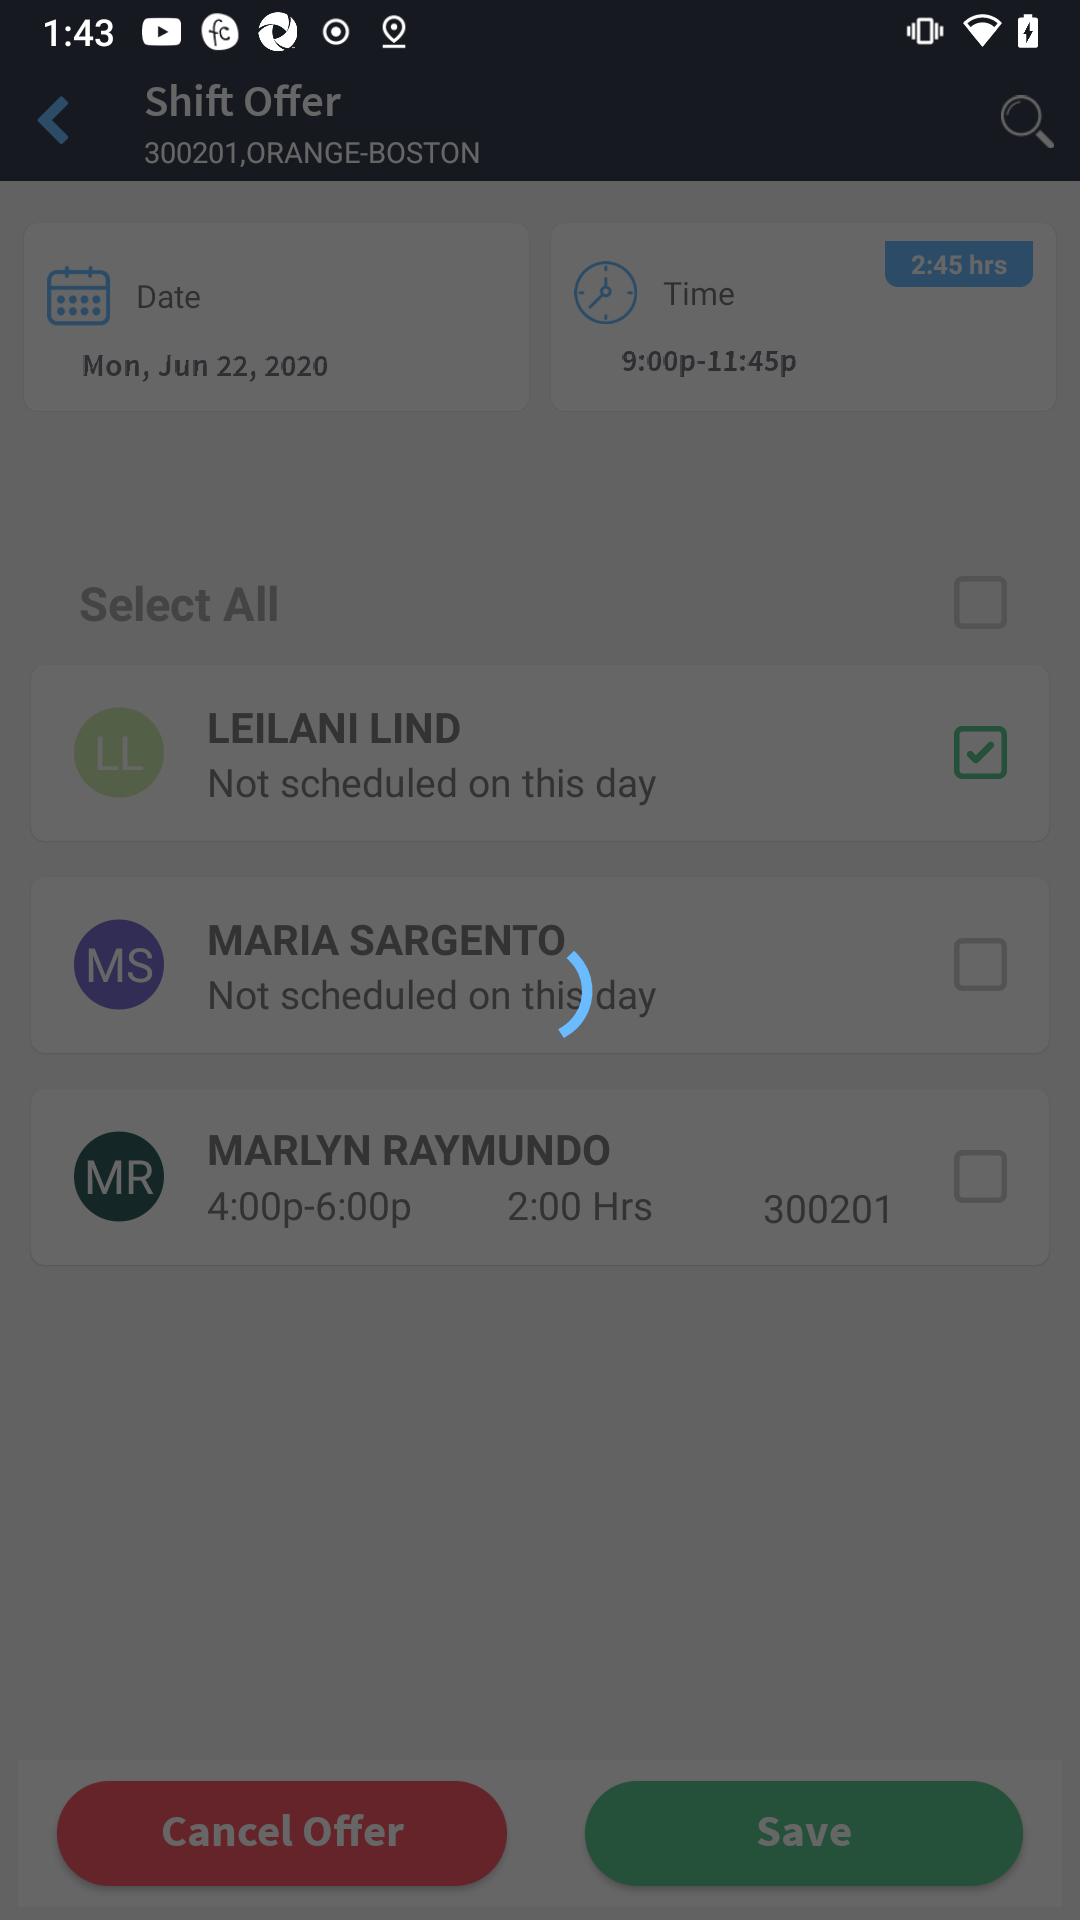 1:43
Shift Offer
300201,ORANGE-BOSTON
Date
Mon, Jun 22, 2020
Time
2:45 hrs
9:00p-11:45p
Select All
LL
LEILANI LIND
Not scheduled on this day
MS
MARIA SARGENTO
Not scheduled on this day
MR
MARLYN RAYMUNDO
4:00p-6:00p 2:00 Hrs 300201
Cancel Offer
Save